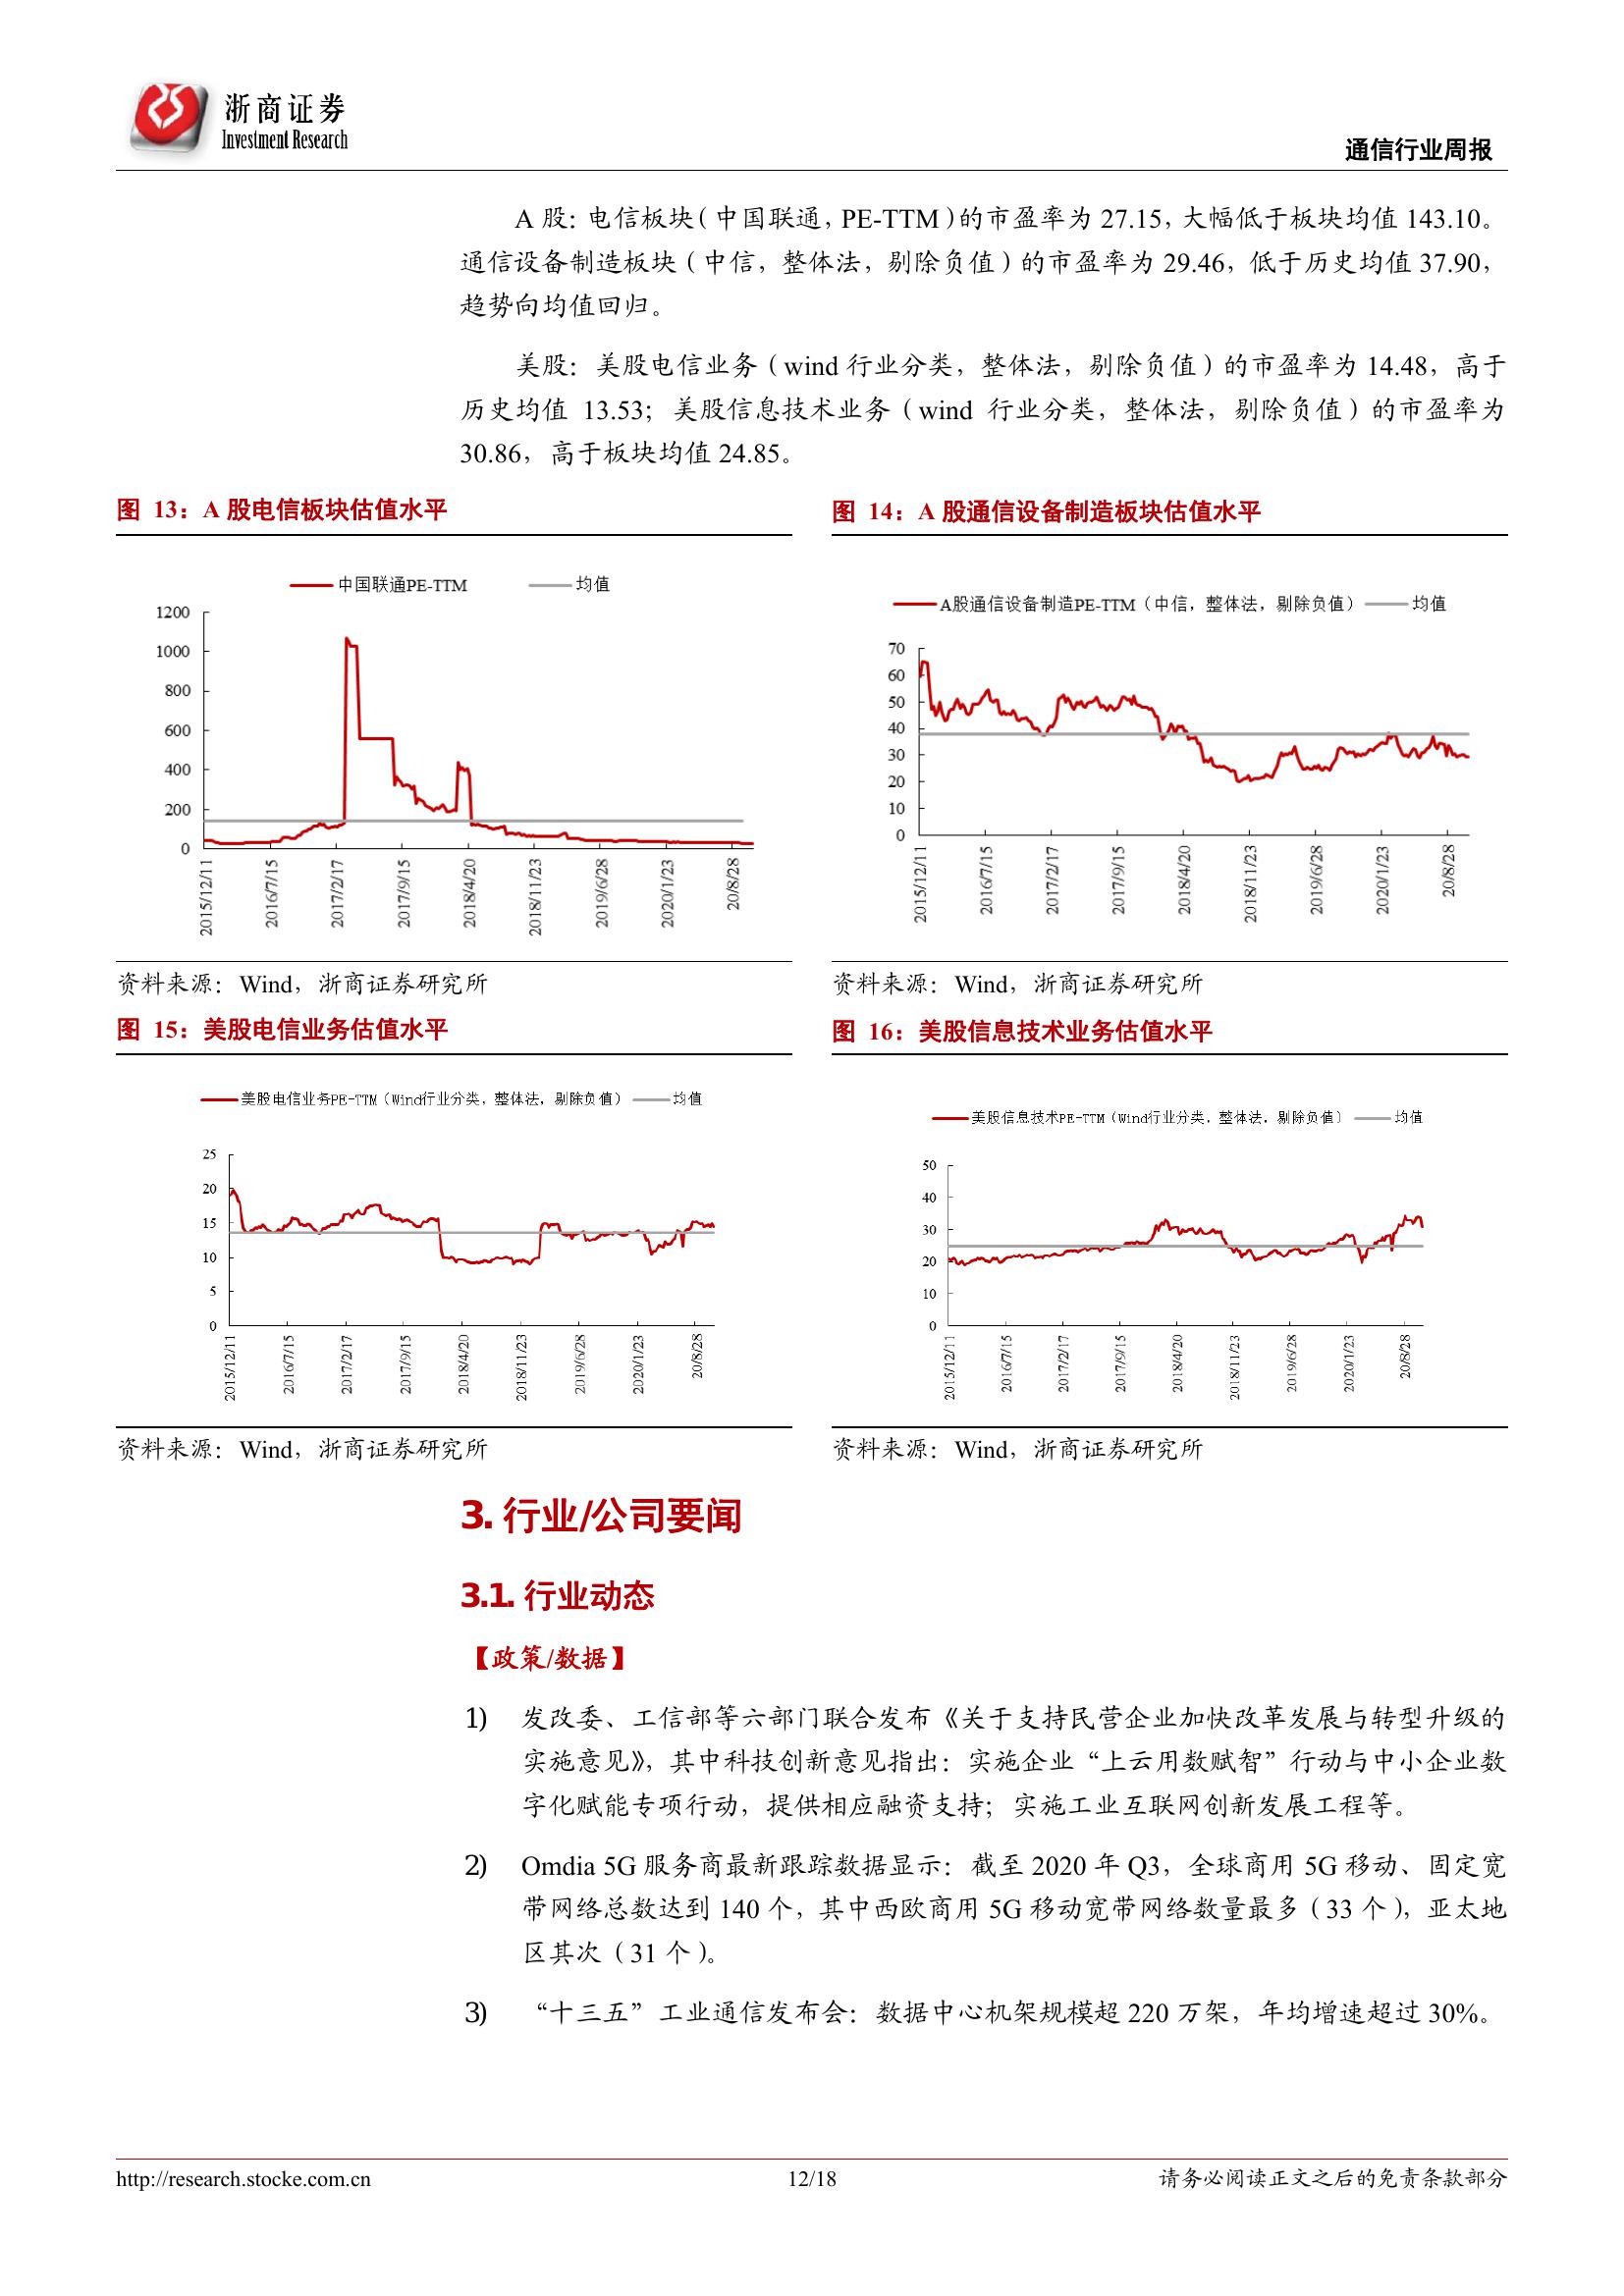 浙商证券
Investment Research
通信行业周报
A 股：电信板块（中国联通，PE-TTM）的市盈率为 27.15，大幅低于板块均值 143.10。
通信设备制造板块（中信，整体法，剔除负值）的市盈率为 29.46，低于历史均值 37.90，
趋势向均值回归。
美股：美股电信业务（wind 行业分类，整体法，剔除负值）的市盈率为 14.48，高于
历史均值 13.53；美股信息技术业务（wind 行业分类，整体法，剔除负值）的市盈率为
30.86，高于板块均值 24.85。
图 13：A 股电信板块估值水平
中国联通PE-TTM 均值
1200
1000
800
600
400
200
0
2015/12/11 2016/7/15 2017/2/17 2017/9/15 2018/4/20 2018/11/23 2019/6/28 2020/1/23 20/8/28
资料来源：Wind，浙商证券研究所
图 14：A 股通信设备制造板块估值水平
A股通信设备制造PE-TTM（中信，整体法，剔除负值） 均值
70
60
50
40
30
20
10
0
2015/12/11 2016/7/15 2017/2/17 2017/9/15 2018/4/20 2018/11/23 2019/6/28 2020/1/23 20/8/28
资料来源：Wind，浙商证券研究所
图 15：美股电信业务估值水平
美股电信业务PE-TTM（Wind行业分类，整体法，剔除负值） 均值
25
20
15
10
5
0
2015/12/11 2016/7/15 2017/2/17 2017/9/15 2018/4/20 2018/11/23 2019/6/28 2020/1/23 20/8/28
资料来源：Wind，浙商证券研究所
图 16：美股信息技术业务估值水平
美股信息技术PE-TTM（Wind行业分类，整体法，剔除负值） 均值
50
40
30
20
10
0
2015/12/11 2016/7/15 2017/2/17 2017/9/15 2018/4/20 2018/11/23 2019/6/28 2020/1/23 20/8/28
资料来源：Wind，浙商证券研究所
3. 行业/公司要闻
3.1. 行业动态
【政策/数据】
1) 发改委、工信部等六部门联合发布《关于支持民营企业加快改革发展与转型升级的
实施意见》，其中科技创新意见指出：实施企业“上云用数赋智”行动与中小企业数
字化赋能专项行动，提供相应融资支持；实施工业互联网创新发展工程等。
2) Omdia 5G 服务商最新跟踪数据显示：截至 2020 年 Q3，全球商用 5G 移动、固定宽
带网络总数达到 140 个，其中西欧商用 5G 移动宽带网络数量最多（33 个），亚太地
区其次（31 个）。
3) “十三五”工业通信发布会：数据中心机架规模超 220 万架，年均增速超过 30%。
http://research.stocke.com.cn
12/18
请务必阅读正文之后的免责条款部分